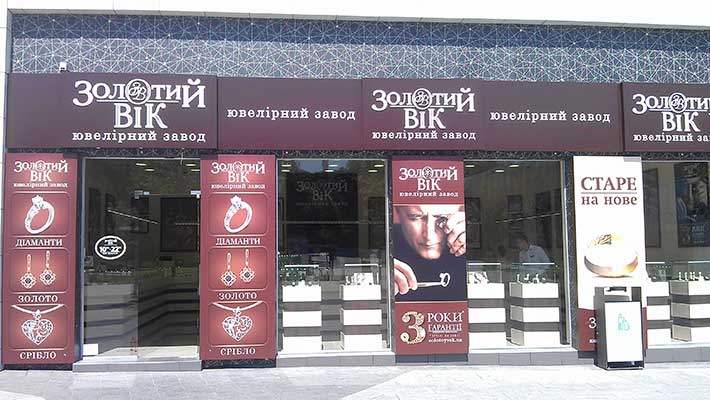 ЗОЛОТИЙ
ВІК
ювелірний завод
ювелірний завод
ЗОЛОТИЙ
ВІК
ювелірний завод
ювелірний завод
ЗОЛОТИЙ
ВІК
ювелірний завод
ЗОЛОТИЙ
ВІК
ювелірний завод
ДІАМАНТИ
ЗОЛОТО
СРІБЛО
ЗОЛОТИЙ
ВІК
ювелірний завод
ДІАМАНТИ
ЗОЛОТО
СРІБЛО
ЗОЛОТИЙ
ВІК
ЗОЛОТИЙ
ВІК
ювелірний завод
3 РОКИ
ГАРАНТІЇ
СТАРЕ
на нове